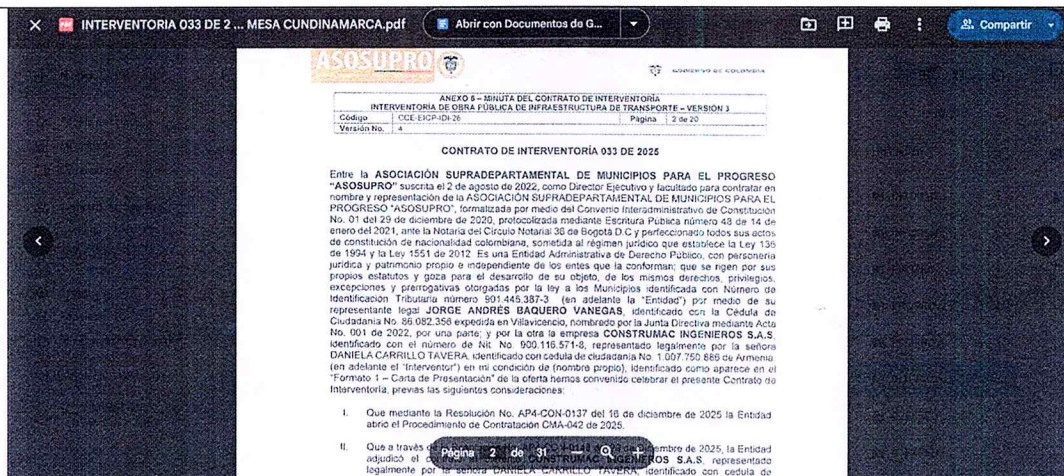 INTERVENTORIA 033 DE 2 ... MESA CUNDINAMARCA.pdf
Abrir con Documentos de G...
Compartir
ASOSUPRO
GOBIERNO DE COLOMBIA
ANEXO 6 – MINUTA DEL CONTRATO DE INTERVENTORÍA
INTERVENTORÍA DE OBRA PÚBLICA DE INFRAESTRUCTURA DE TRANSPORTE – VERSIÓN 3
Código CCE-EICP-IDI-26 Página 2 de 20
Versión No. 4
CONTRATO DE INTERVENTORÍA 033 DE 2025
Entre la ASOCIACIÓN SUPRADEPARTAMENTAL DE MUNICIPIOS PARA EL PROGRESO
"ASOSUPRO" suscrita el 2 de agosto de 2022, como Director Ejecutivo y facultado para contratar en
nombre y representación de la ASOCIACIÓN SUPRADEPARTAMENTAL DE MUNICIPIOS PARA EL
PROGRESO "ASOSUPRO", formalizada por medio del Convenio Interadministrativo de Constitución
No. 01 del 29 de diciembre de 2020, protocolizada mediante Escritura Pública número 43 de 14 de
enero del 2021, ante la Notaría del Círculo Notarial 36 de Bogotá D.C y perfeccionado todos sus actos
de constitución de nacionalidad colombiana, sometida al régimen jurídico que establece la Ley 136
de 1994 y la Ley 1551 de 2012. Es una Entidad Administrativa de Derecho Público, con personería
jurídica y patrimonio propio e independiente de los entes que la conforman; que se rigen por sus
propios estatutos y goza para el desarrollo de su objeto, de los mismos derechos, privilegios,
excepciones y prerrogativas otorgadas por la ley a los Municipios identificada con Número de
Identificación Tributaria número 901.445.387-3 (en adelante la "Entidad") por medio de su
representante legal JORGE ANDRÉS BAQUERO VANEGAS, identificado con la Cédula de
Ciudadanía No. 86.082.356 expedida en Villavicencio, nombrado por la Junta Directiva mediante Acta
No. 001 de 2022, por una parte; y por la otra la empresa CONSTRUMAC INGENIEROS S.A.S,
identificado con el número de Nit. No. 900.116.571-8, representado legalmente por la señora
DANIELA CARRILLO TAVERA, identificado con cedula de ciudadanía No. 1.007.750.886 de Armenia
(en adelante el "Interventor") en mi condición de (nombre propio), identificado como aparece en el
"Formato 1 – Carta de Presentación" de la oferta hemos convenido celebrar el presente Contrato de
Interventoría, previas las siguientes consideraciones:
I. Que mediante la Resolución No. AP4-CON-0137 del 16 de diciembre de 2025 la Entidad
abrió el Procedimiento de Contratación CMA-042 de 2025.
II. Que a través de la diciembre de 2025, la Entidad
adjudicó el CONSTRUMAC INGENIEROS S.A.S, representado
legalmente por la señora DANIELA CARRILLO TAVERA, identificado con cedula de
Página 2 de 31